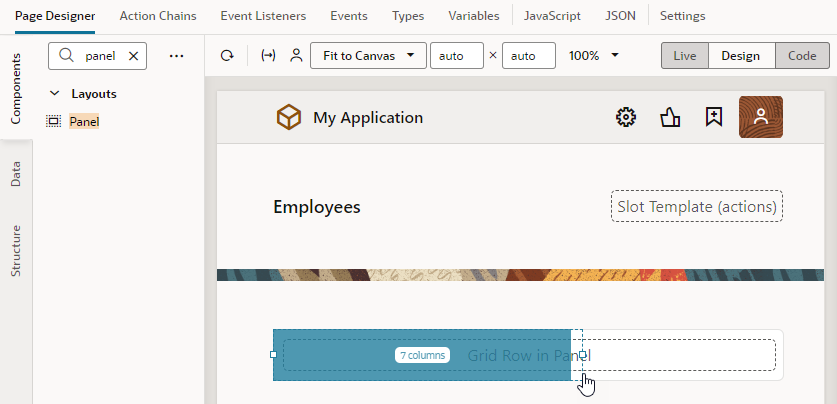 Page Designer Action Chains Event Listeners Events Types Variables JavaScript JSON Settings
Components
Data
Structure
panel
Layouts
Panel
Fit to Canvas auto × auto 100% Live Design Code
My Application
Employees Slot Template (actions)
7 columns Grid Row in Panel